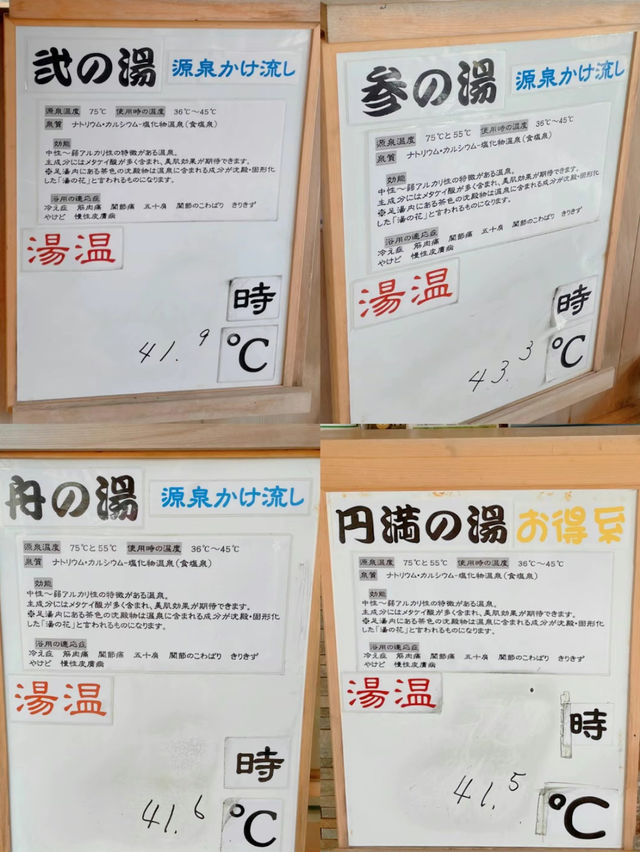 弐の湯 源泉かけ流し
源泉温度 75℃ 使用時の温度 36℃～45℃
泉質 ナトリウム・カルシウム-塩化物温泉(食塩泉)
効能
中性～弱アルカリ性の特徴がある温泉。
主成分にはメタケイ酸が多く含まれ、美肌効果が期待できます。
※足湯内にある茶色の沈殿物は温泉に含まれる成分が沈殿・固形化
した「湯の花」と言われるものになります。
浴用の適応症
冷え症 筋肉痛 関節痛 五十肩 関節のこわばり きりきず
やけど 慢性皮膚病
湯温
時
41.9 ℃
参の湯 源泉かけ流し
源泉温度 75℃と55℃ 使用時の温度 36℃～45℃
泉質 ナトリウム・カルシウム-塩化物温泉(食塩泉)
効能
中性～弱アルカリ性の特徴がある温泉。
主成分にはメタケイ酸が多く含まれ、美肌効果が期待できます。
※足湯内にある茶色の沈殿物は温泉に含まれる成分が沈殿・固形化
した「湯の花」と言われるものになります。
浴用の適応症
冷え症 筋肉痛 関節痛 五十肩 関節のこわばり きりきず
やけど 慢性皮膚病
湯温
時
43.3 ℃
舟の湯 源泉かけ流し
源泉温度 75℃と55℃ 使用時の温度 36℃～45℃
泉質 ナトリウム・カルシウム-塩化物温泉(食塩泉)
効能
中性～弱アルカリ性の特徴がある温泉。
主成分にはメタケイ酸が多く含まれ、美肌効果が期待できます。
※足湯内にある茶色の沈殿物は温泉に含まれる成分が沈殿・固形化
した「湯の花」と言われるものになります。
浴用の適応症
冷え症 筋肉痛 関節痛 五十肩 関節のこわばり きりきず
やけど 慢性皮膚病
湯温
時
41.6 ℃
円満の湯 お得系
源泉温度 75℃と55℃ 使用時の温度 36℃～45℃
泉質 ナトリウム・カルシウム-塩化物温泉(食塩泉)
効能
中性～弱アルカリ性の特徴がある温泉。
主成分にはメタケイ酸が多く含まれ、美肌効果が期待できます。
※足湯内にある茶色の沈殿物は温泉に含まれる成分が沈殿・固形化
した「湯の花」と言われるものになります。
浴用の適応症
冷え症 筋肉痛 関節痛 五十肩 関節のこわばり きりきず
やけど 慢性皮膚病
湯温
時
41.5 ℃